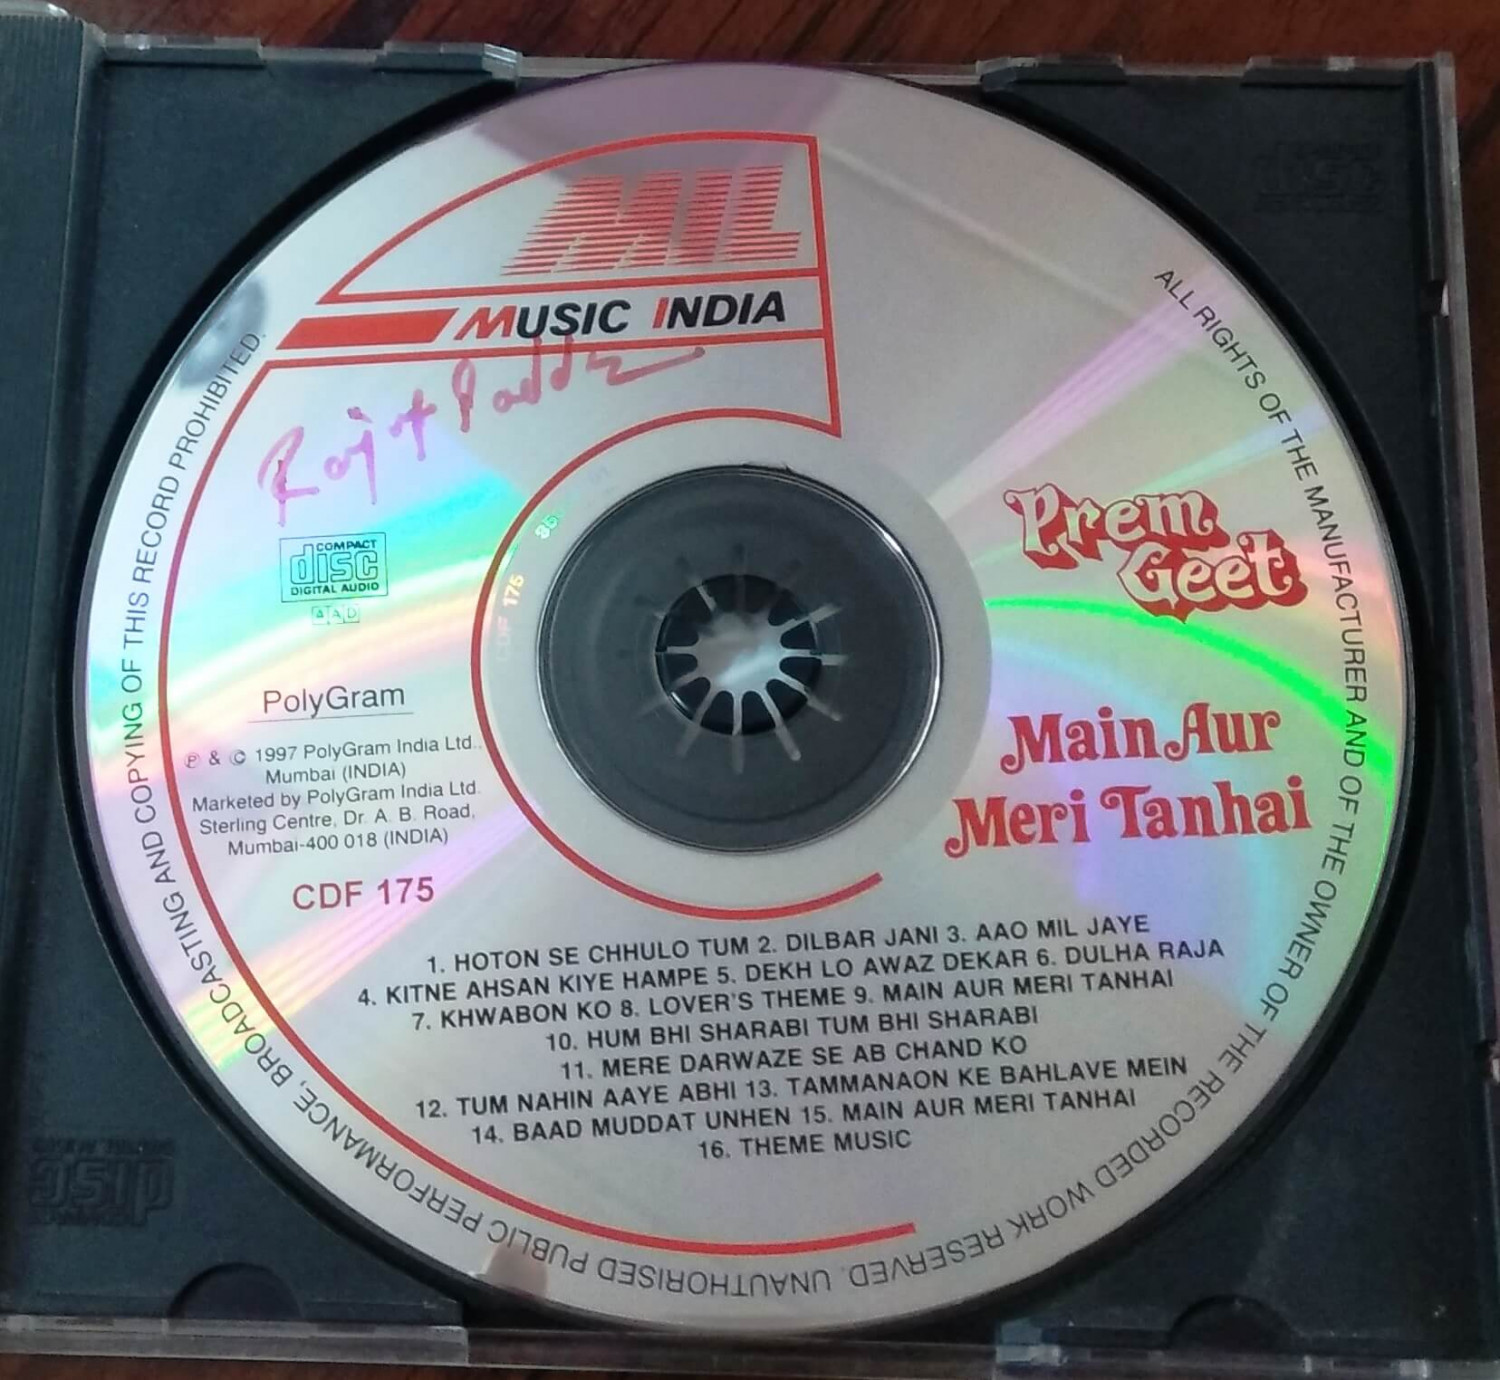 MIL
MUSIC INDIA
COMPACT
disc
DIGITAL AUDIO
AAD
CDF 175
PolyGram
℗ & © 1997 PolyGram India Ltd.,
Mumbai (INDIA)
Marketed by PolyGram India Ltd.
Sterling Centre, Dr. A. B. Road,
Mumbai-400 018 (INDIA)
CDF 175
Prem
Geet
Main Aur
Meri Tanhai
1. HOTON SE CHHULO TUM 2. DILBAR JANI 3. AAO MIL JAYE
4. KITNE AHSAN KIYE HAMPE 5. DEKH LO AWAZ DEKAR 6. DULHA RAJA
7. KHWABON KO 8. LOVER'S THEME 9. MAIN AUR MERI TANHAI
10. HUM BHI SHARABI TUM BHI SHARABI
11. MERE DARWAZE SE AB CHAND KO
12. TUM NAHIN AAYE ABHI 13. TAMMANAON KE BAHLAVE MEIN
14. BAAD MUDDAT UNHEN 15. MAIN AUR MERI TANHAI
16. THEME MUSIC
ALL RIGHTS OF THE MANUFACTURER AND OF THE OWNER OF THE RECORDED WORK RESERVED. UNAUTHORISED PUBLIC PERFORMANCE, BROADCASTING AND COPYING OF THIS RECORD PROHIBITED.
disc
disc